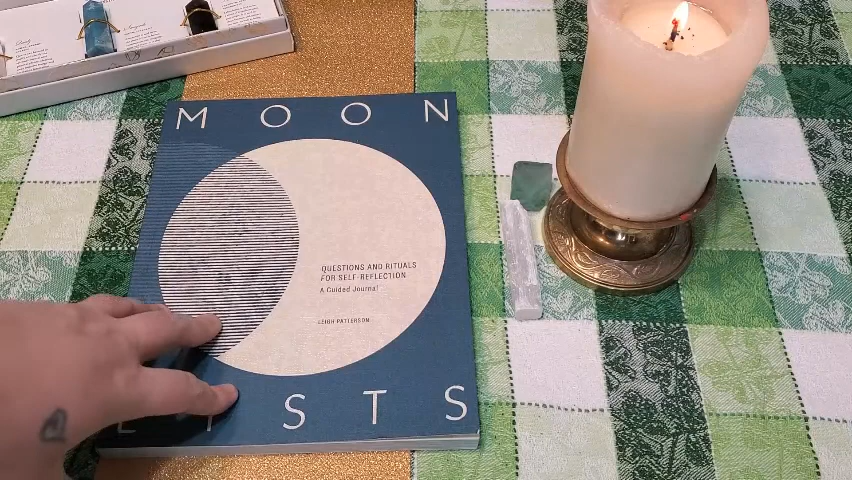 MOON
QUESTIONS AND RITUALS
FOR SELF-REFLECTION
A Guided Journal
LEIGH PATTERSON
LISTS